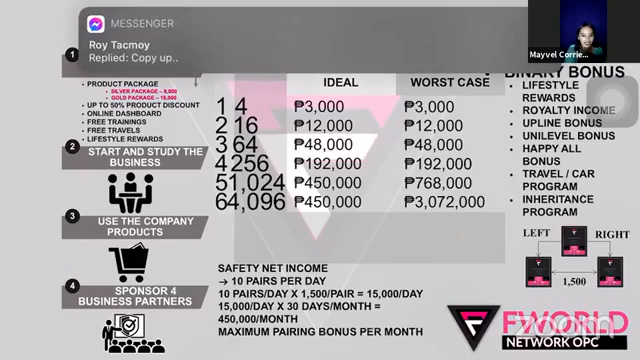 MESSENGER
Roy Tacmoy
Replied: Copy up..
Mayvel Corrie...
1
PRODUCT PACKAGE
SILVER PACKAGE – 8,000
GOLD PACKAGE – 18,000
UP TO 50% PRODUCT DISCOUNT
ONLINE DASHBOARD
FREE TRAININGS
FREE TRAVELS
LIFESTYLE REWARDS
2
START AND STUDY THE
BUSINESS
3
USE THE COMPANY
PRODUCTS
4
SPONSOR 4
BUSINESS PARTNERS
IDEAL WORST CASE
1 4 ₱3,000 ₱3,000
2 16 ₱12,000 ₱12,000
3 64 ₱48,000 ₱48,000
4 256 ₱192,000 ₱192,000
5 1,024 ₱450,000 ₱768,000
6 4,096 ₱450,000 ₱3,072,000
SAFETY NET INCOME
→ 10 PAIRS PER DAY
10 PAIRS/DAY X 1,500/PAIR = 15,000/DAY
15,000/DAY X 30 DAYS/MONTH =
450,000/MONTH
MAXIMUM PAIRING BONUS PER MONTH
BINARY BONUS
LIFESTYLE
REWARDS
ROYALTY INCOME
UPLINE BONUS
UNILEVEL BONUS
HAPPY ALL
BONUS
TRAVEL / CAR
PROGRAM
INHERITANCE
PROGRAM
LEFT RIGHT
1,500
FWORLD
NETWORK OPC
zoom